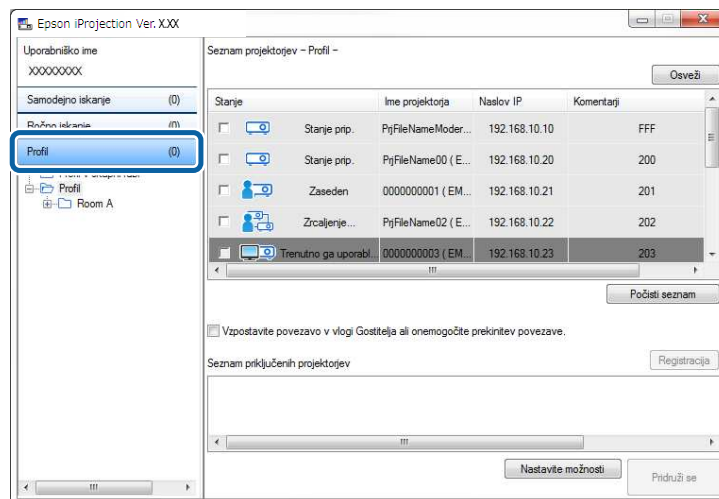 Epson iProjection Ver. X.XX
Uporabniško ime
XXXXXXXX
Samodejno iskanje (0)
Ročno iskanje (0)
Profil (0)
Profil
Room A
Seznam projektorjev – Profil –
Osveži
Stanje Ime projektorja Naslov IP Komentarji
Stanje prip. PrjFileNameModer... 192.168.10.10 FFF
Stanje prip. PrjFileName00 ( E... 192.168.10.20 200
Zaseden 0000000001 ( EM... 192.168.10.21 201
Zrcaljenje... PrjFileName02 ( E... 192.168.10.22 202
Trenutno ga uporabl... 0000000003 ( EM... 192.168.10.23 203
Počisti seznam
Vzpostavite povezavo v vlogi Gostitelja ali onemogočite prekinitev povezave.
Seznam priključenih projektorjev
Registracija
Nastavite možnosti
Pridruži se